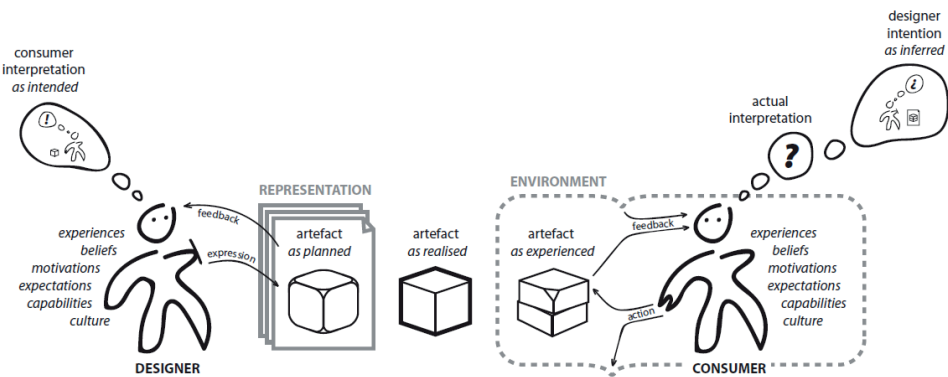 consumer
interpretation
as intended
!
REPRESENTATION
feedback
expression
experiences
beliefs
motivations
expectations
capabilities
culture
DESIGNER
artefact
as planned
artefact
as realised
ENVIRONMENT
artefact
as experienced
feedback
action
actual
interpretation
?
designer
intention
as inferred
¿
experiences
beliefs
motivations
expectations
capabilities
culture
CONSUMER